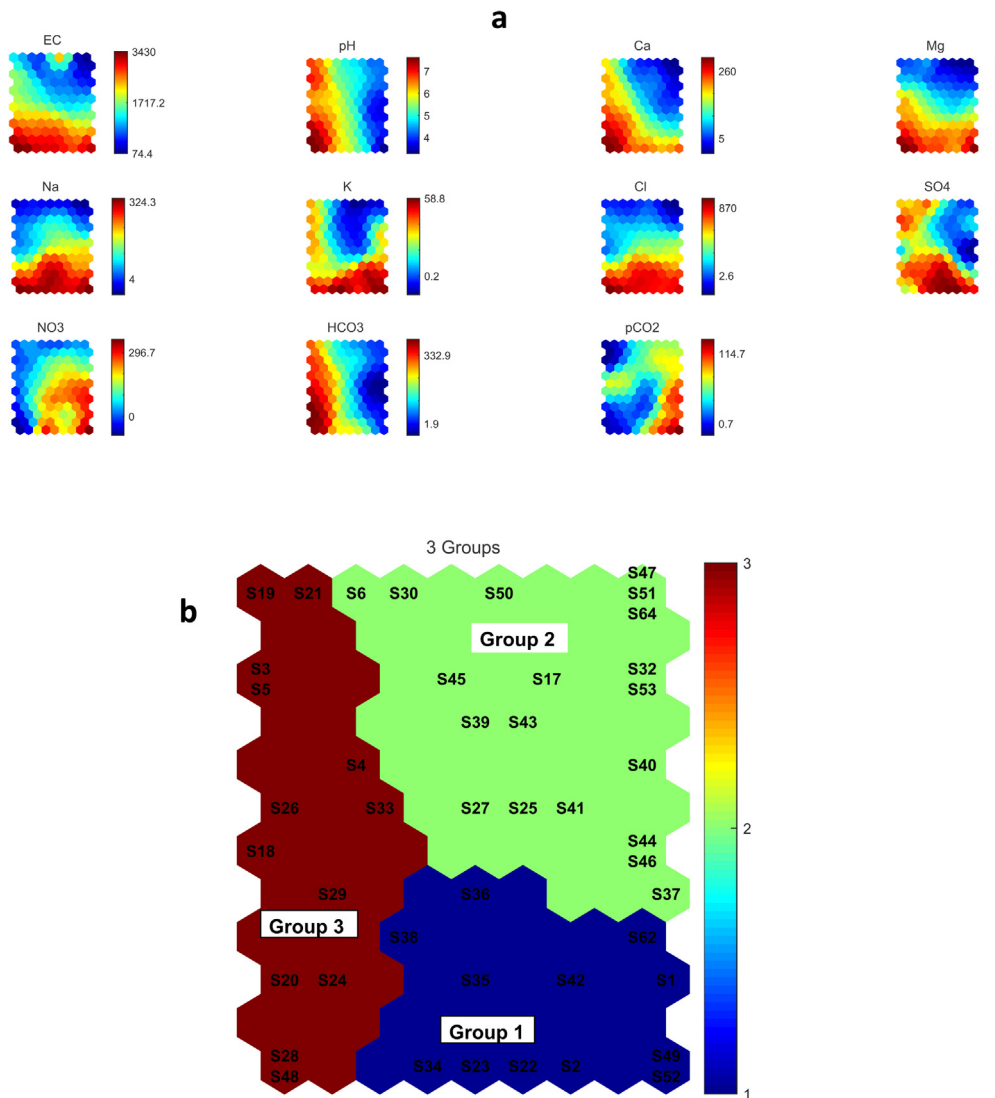 a
EC
3430
1717.2
74.4
pH
7
6
5
4
Ca
260
5
Mg
Na
324.3
4
K
58.8
0.2
Cl
870
2.6
SO4
NO3
296.7
0
HCO3
332.9
1.9
pCO2
114.7
0.7
3 Groups
b
S19 S21 S6 S30 S50 S47
S51
S64
Group 2
S3 S45 S17 S32
S5 S53
S39 S43
S4 S40
S26 S33 S27 S25 S41
S18 S44
S46
S29 S36 S37
Group 3
S38 S62
S20 S24 S35 S42 S1
Group 1
S28 S34 S23 S22 S2 S49
S48 S52
3
2
1